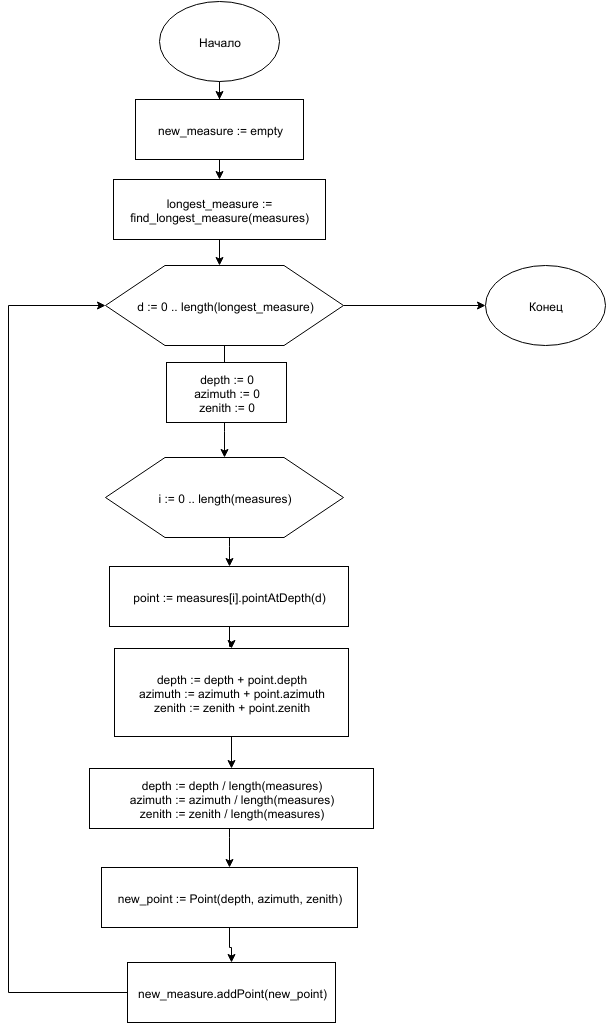 Начало
new_measure := empty
longest_measure :=
find_longest_measure(measures)
d := 0 .. length(longest_measure)
Конец
depth := 0
azimuth := 0
zenith := 0
i := 0 .. length(measures)
point := measures[i].pointAtDepth(d)
depth := depth + point.depth
azimuth := azimuth + point.azimuth
zenith := zenith + point.zenith
depth := depth / length(measures)
azimuth := azimuth / length(measures)
zenith := zenith / length(measures)
new_point := Point(depth, azimuth, zenith)
new_measure.addPoint(new_point)